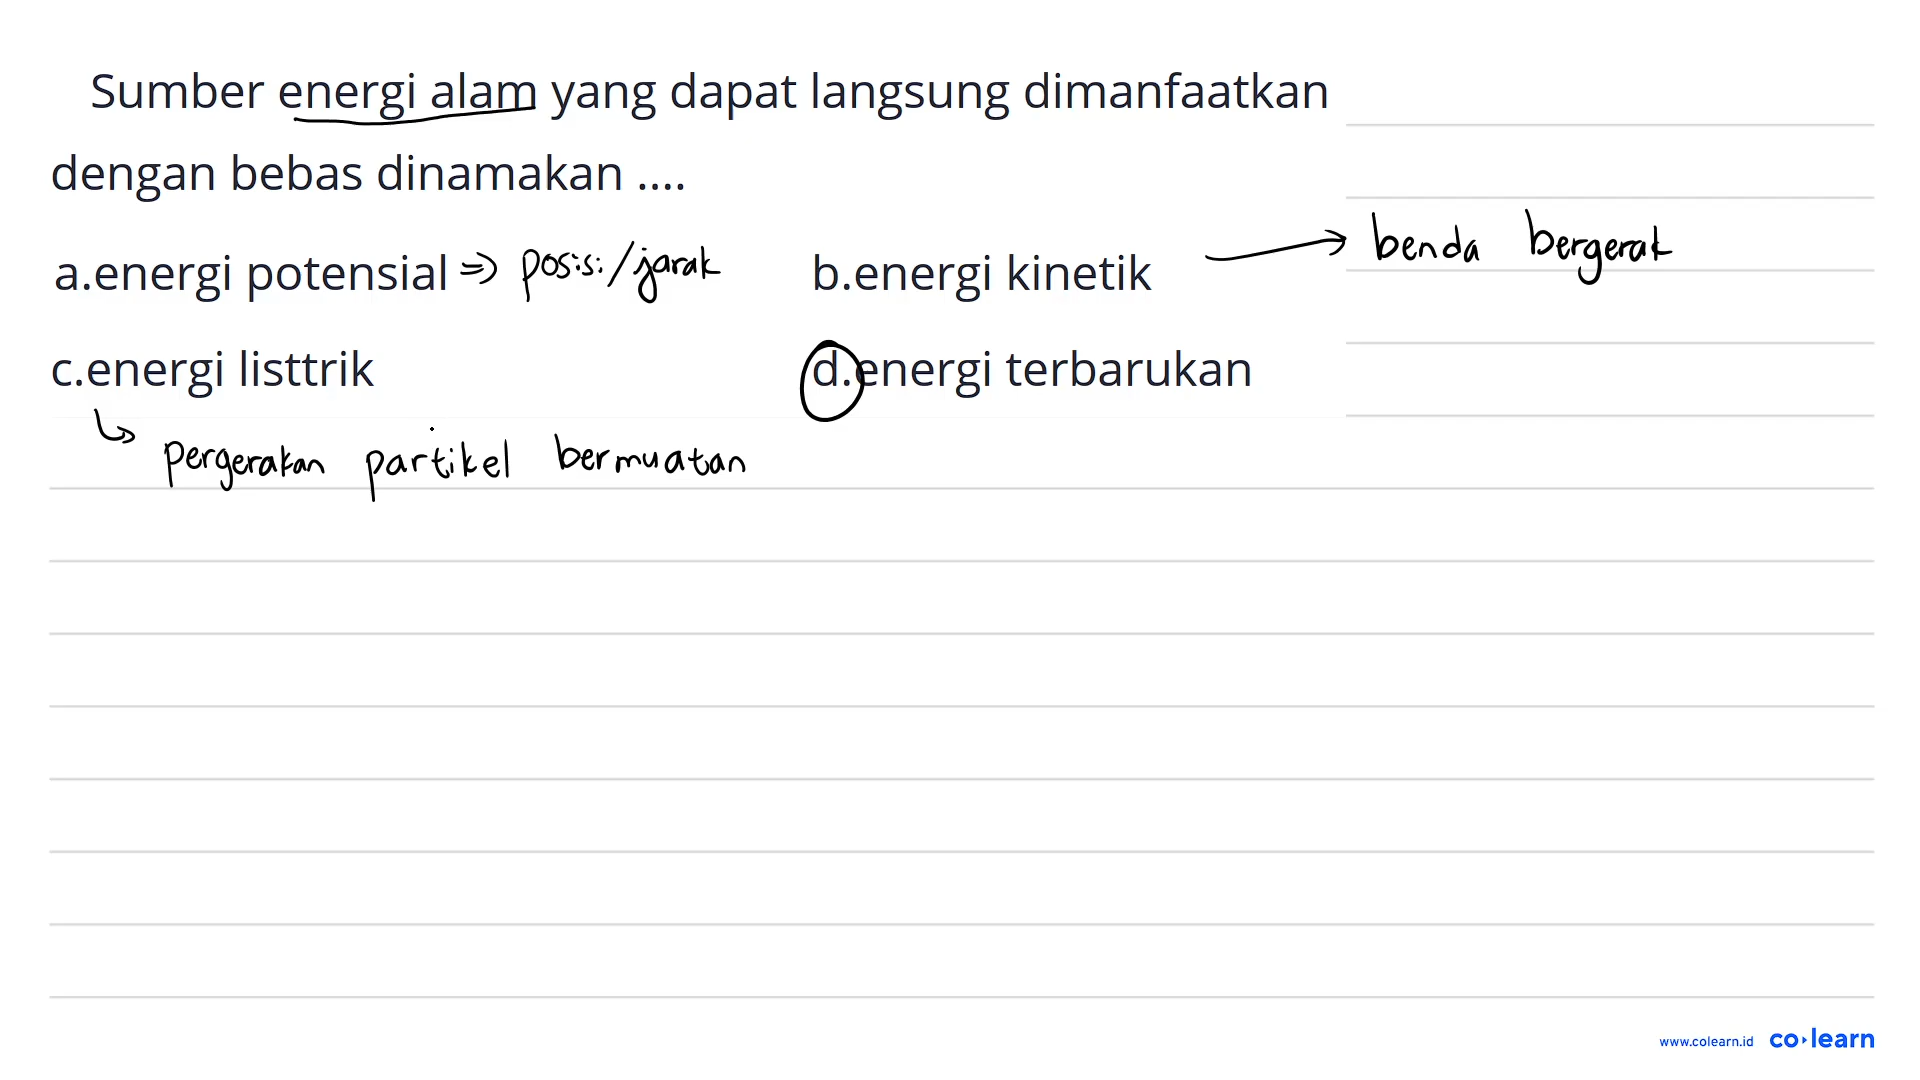 Sumber energi alam yang dapat langsung dimanfaatkan
dengan bebas dinamakan ....
a.energi potensial => posisi/jarak b.energi kinetik → benda bergerak
c.energi listtrik d.energi terbarukan
↳ pergerakan partikel bermuatan
www.colearn.id co learn